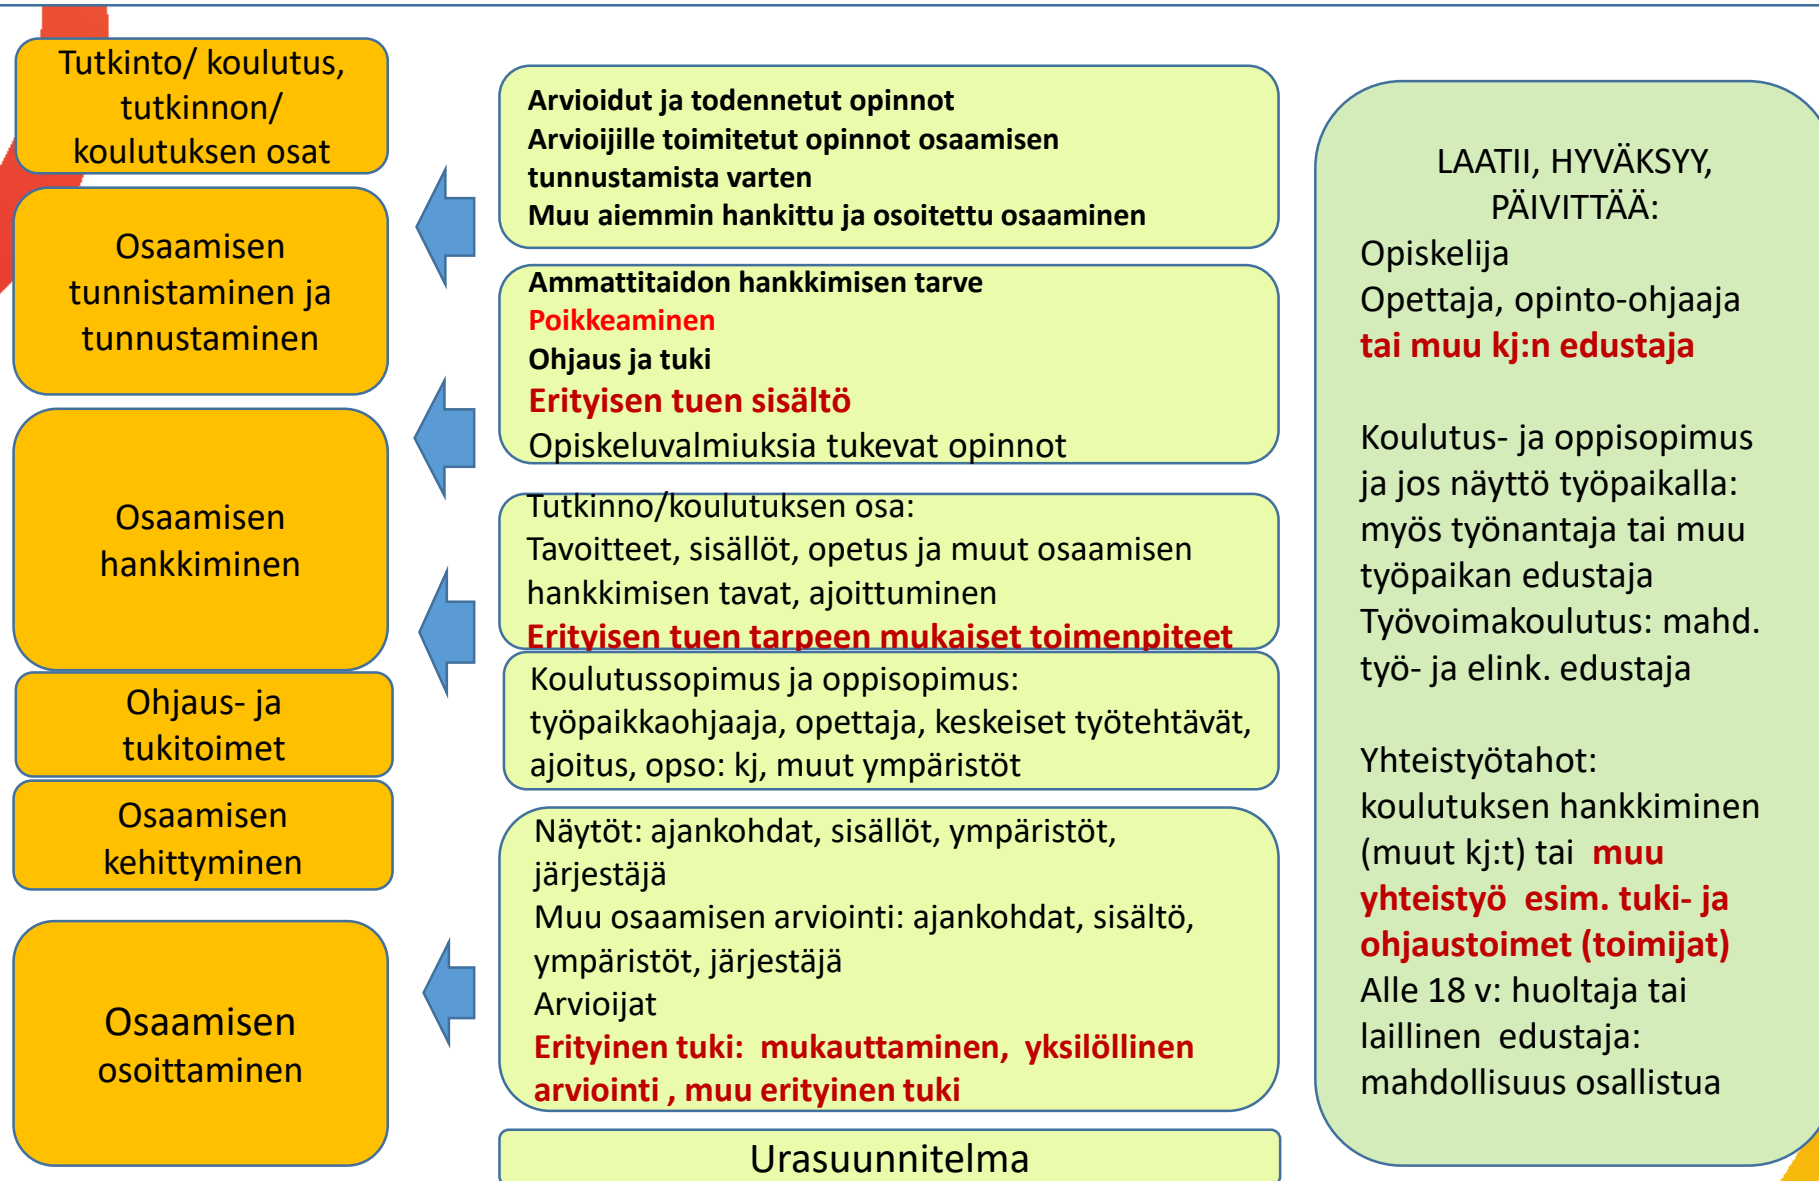 Tutkinto/ koulutus,
tutkinnon/
koulutuksen osat
Osaamisen
tunnistaminen ja
tunnustaminen
Osaamisen
hankkiminen
Ohjaus- ja
tukitoimet
Osaamisen
kehittyminen
Osaamisen
osoittaminen
Arvioidut ja todennetut opinnot
Arvioijille toimitetut opinnot osaamisen
tunnustamista varten
Muu aiemmin hankittu ja osoitettu osaaminen
Ammattitaidon hankkimisen tarve
Poikkeaminen
Ohjaus ja tuki
Erityisen tuen sisältö
Opiskeluvalmiuksia tukevat opinnot
Tutkinno/koulutuksen osa:
Tavoitteet, sisällöt, opetus ja muut osaamisen
hankkimisen tavat, ajoittuminen
Erityisen tuen tarpeen mukaiset toimenpiteet
Koulutussopimus ja oppisopimus:
työpaikkaohjaaja, opettaja, keskeiset työtehtävät,
ajoitus, opso: kj, muut ympäristöt
Näytöt: ajankohdat, sisällöt, ympäristöt,
järjestäjä
Muu osaamisen arviointi: ajankohdat, sisältö,
ympäristöt, järjestäjä
Arvioijat
Erityinen tuki: mukauttaminen, yksilöllinen
arviointi , muu erityinen tuki
Urasuunnitelma
LAATII, HYVÄKSYY,
PÄIVITTÄÄ:
Opiskelija
Opettaja, opinto-ohjaaja
tai muu kj:n edustaja
Koulutus- ja oppisopimus
ja jos näyttö työpaikalla:
myös työnantaja tai muu
työpaikan edustaja
Työvoimakoulutus: mahd.
työ- ja elink. edustaja
Yhteistyötahot:
koulutuksen hankkiminen
(muut kj:t) tai muu
yhteistyö esim. tuki- ja
ohjaustoimet (toimijat)
Alle 18 v: huoltaja tai
laillinen edustaja:
mahdollisuus osallistua